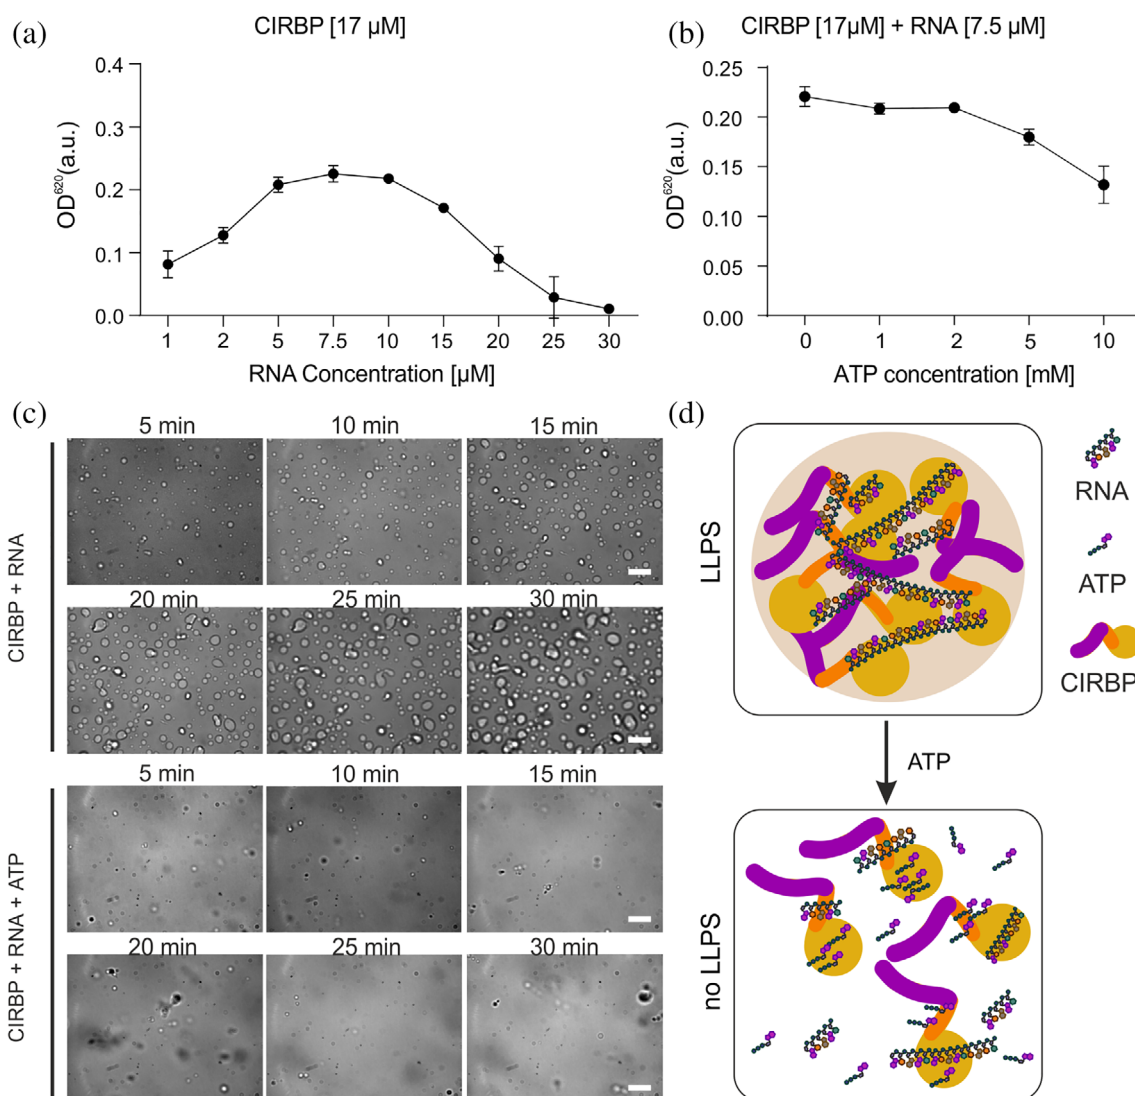 (a)
CIRBP [17 µM]
0.4
0.3
0.2
0.1
0.0
OD620(a.u.)
1 2 5 7.5 10 15 20 25 30
RNA Concentration [µM]
(b)
CIRBP [17µM] + RNA [7.5 µM]
0.25
0.20
0.15
0.10
0.05
0.00
OD620(a.u.)
0 1 2 5 10
ATP concentration [mM]
(c)
CIRBP + RNA
5 min 10 min 15 min
20 min 25 min 30 min
CIRBP + RNA + ATP
5 min 10 min 15 min
20 min 25 min 30 min
(d)
LLPS
RNA
ATP
CIRBP
ATP
no LLPS